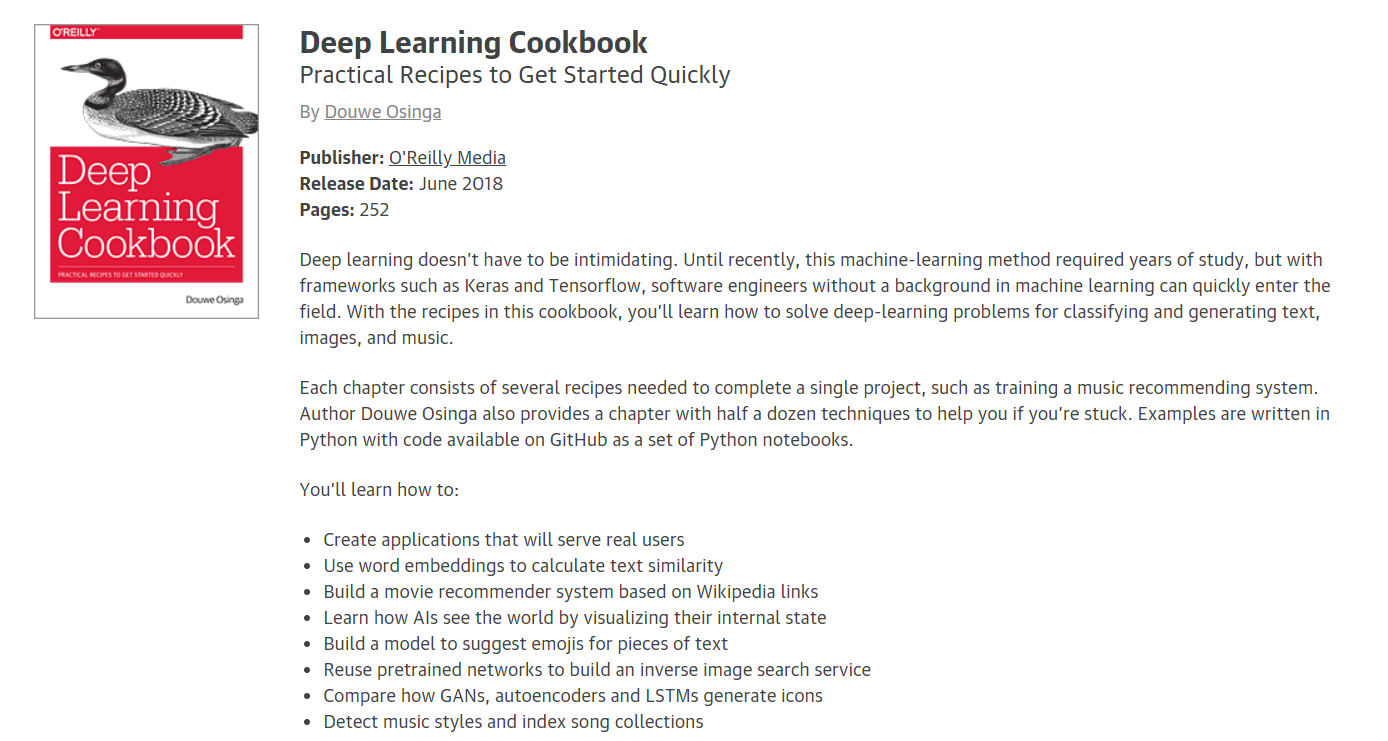 O'REILLY
Deep
Learning
Cookbook
PRACTICAL RECIPES TO GET STARTED QUICKLY
Douwe Osinga
Deep Learning Cookbook
Practical Recipes to Get Started Quickly
By Douwe Osinga
Publisher: O'Reilly Media
Release Date: June 2018
Pages: 252
Deep learning doesn’t have to be intimidating. Until recently, this machine-learning method required years of study, but with
frameworks such as Keras and Tensorflow, software engineers without a background in machine learning can quickly enter the
field. With the recipes in this cookbook, you’ll learn how to solve deep-learning problems for classifying and generating text,
images, and music.
Each chapter consists of several recipes needed to complete a single project, such as training a music recommending system.
Author Douwe Osinga also provides a chapter with half a dozen techniques to help you if you’re stuck. Examples are written in
Python with code available on GitHub as a set of Python notebooks.
You’ll learn how to:
• Create applications that will serve real users
• Use word embeddings to calculate text similarity
• Build a movie recommender system based on Wikipedia links
• Learn how AIs see the world by visualizing their internal state
• Build a model to suggest emojis for pieces of text
• Reuse pretrained networks to build an inverse image search service
• Compare how GANs, autoencoders and LSTMs generate icons
• Detect music styles and index song collections